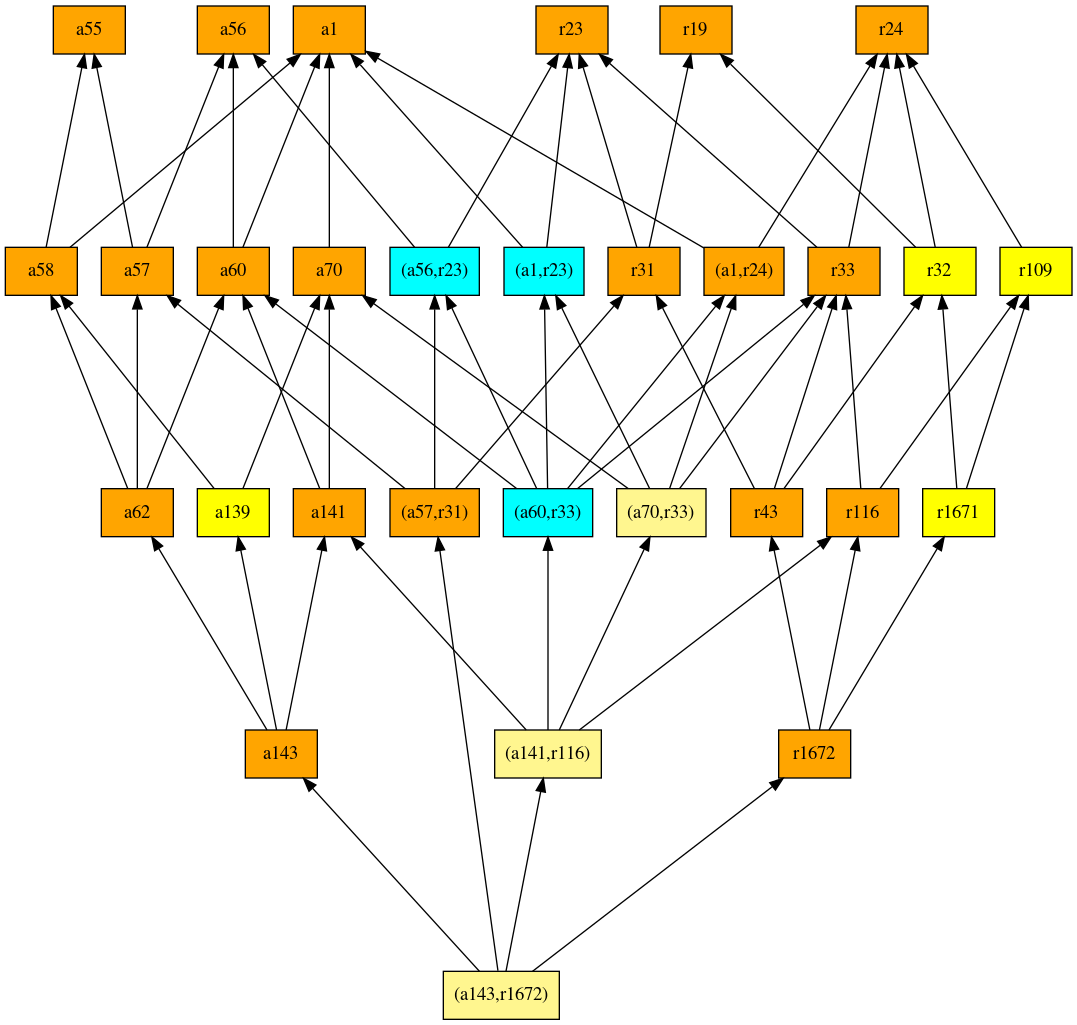 a55
a56
a1
r23
r19
r24
a58
a57
a60
a70
(a56,r23)
(a1,r23)
r31
(a1,r24)
r33
r32
r109
a62
a139
a141
(a57,r31)
(a60,r33)
(a70,r33)
r43
r116
r1671
a143
(a141,r116)
r1672
(a143,r1672)